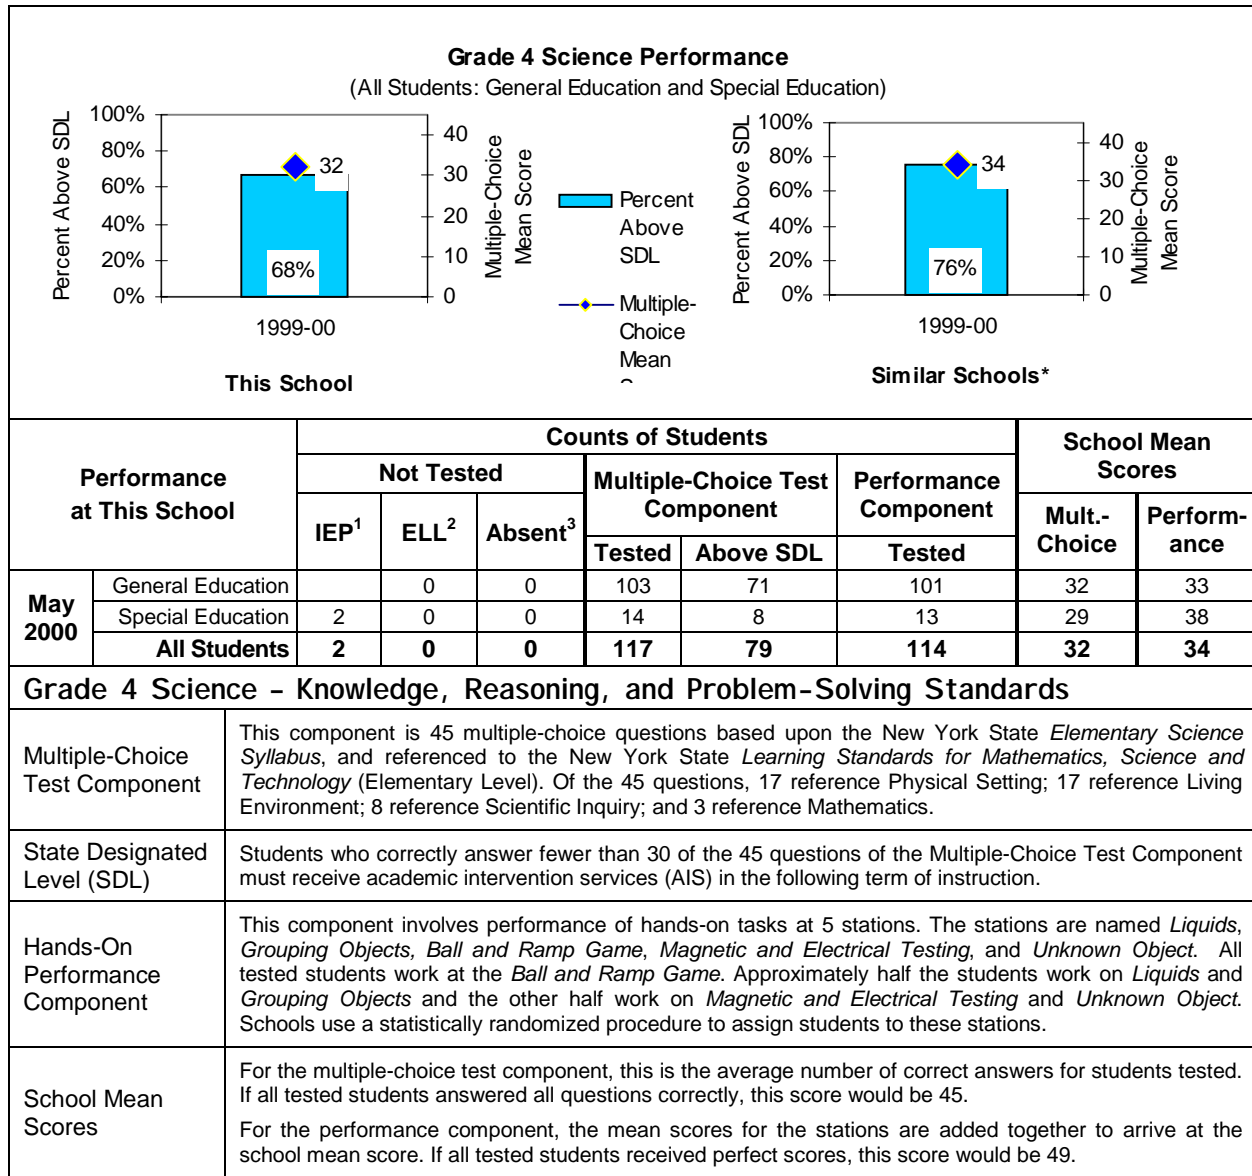 Grade 4 Science Performance
(All Students: General Education and Special Education)
Percent Above SDL
100%
80%
60%
40%
20%
0%
32
68%
40
30
20
10
0
Multiple-Choice
Mean Score
1999-00
This School
Percent
Above
SDL
Multiple-
Choice
Mean
Percent Above SDL
100%
80%
60%
40%
20%
0%
34
76%
40
30
20
10
0
Multiple-Choice
Mean Score
1999-00
Similar Schools*
Performance
at This School
Counts of Students
School Mean
Scores
Not Tested
Multiple-Choice Test
Component
Performance
Component
IEP1 ELL2 Absent3
Tested Above SDL
Tested
Mult.-
Choice
Perform-
ance
May
2000
General Education 0 0 103 71 101 32 33
Special Education 2 0 0 14 8 13 29 38
All Students 2 0 0 117 79 114 32 34
Grade 4 Science – Knowledge, Reasoning, and Problem-Solving Standards
Multiple-Choice
Test Component
This component is 45 multiple-choice questions based upon the New York State Elementary Science
Syllabus, and referenced to the New York State Learning Standards for Mathematics, Science and
Technology (Elementary Level). Of the 45 questions, 17 reference Physical Setting; 17 reference Living
Environment; 8 reference Scientific Inquiry; and 3 reference Mathematics.
State Designated
Level (SDL)
Students who correctly answer fewer than 30 of the 45 questions of the Multiple-Choice Test Component
must receive academic intervention services (AIS) in the following term of instruction.
Hands-On
Performance
Component
This component involves performance of hands-on tasks at 5 stations. The stations are named Liquids,
Grouping Objects, Ball and Ramp Game, Magnetic and Electrical Testing, and Unknown Object. All
tested students work at the Ball and Ramp Game. Approximately half the students work on Liquids and
Grouping Objects and the other half work on Magnetic and Electrical Testing and Unknown Object.
Schools use a statistically randomized procedure to assign students to these stations.
School Mean
Scores
For the multiple-choice test component, this is the average number of correct answers for students tested.
If all tested students answered all questions correctly, this score would be 45.
For the performance component, the mean scores for the stations are added together to arrive at the
school mean score. If all tested students received perfect scores, this score would be 49.